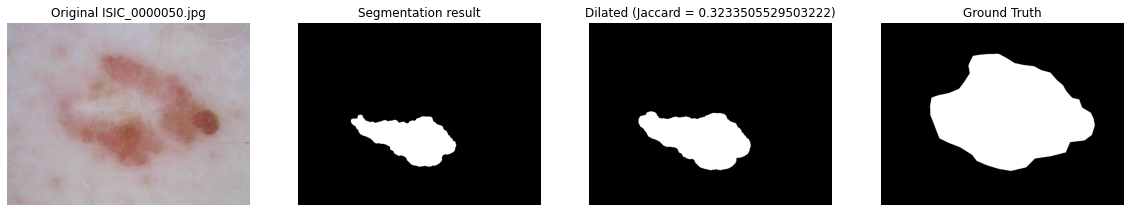 Original ISIC_0000050.jpg
Segmentation result
Dilated (Jaccard = 0.3233505529503222)
Ground Truth